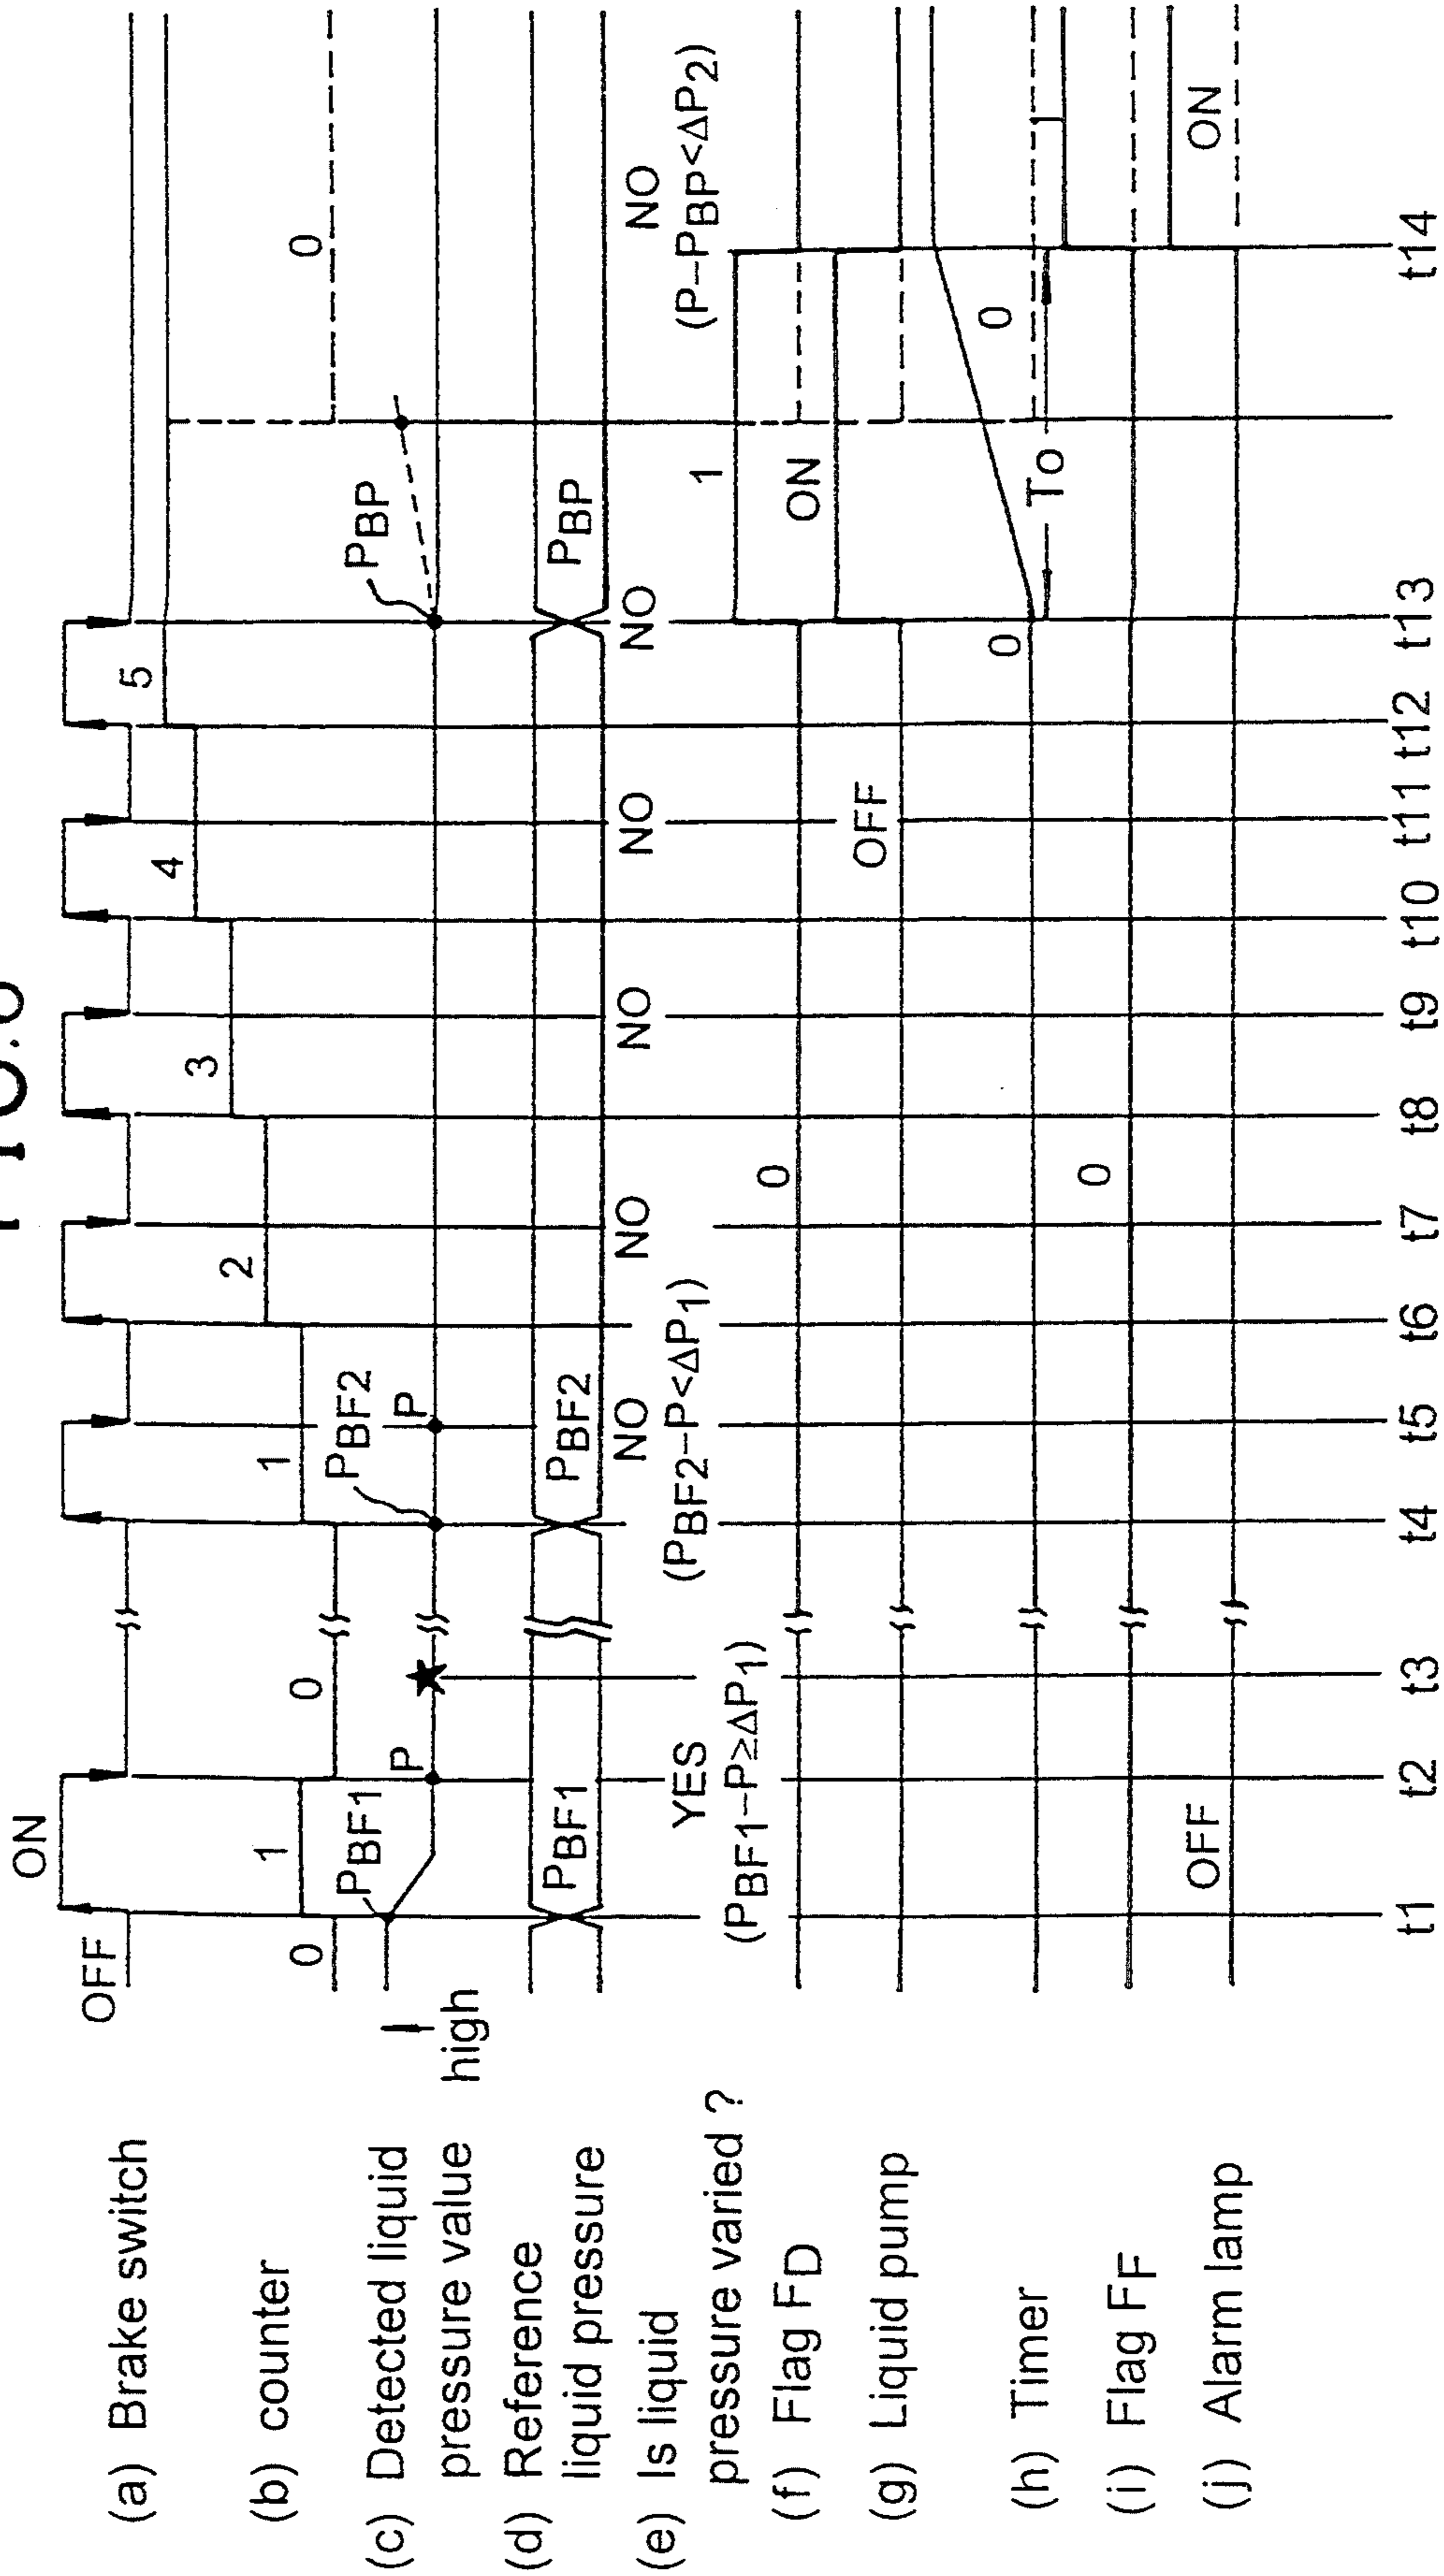 ON
OFF
(a) Brake switch
(b) counter
0 1 0 1 2 3 4 5 0
(c) Detected liquid
pressure value
high
PBF1 P PBF2 P PBP
(d) Reference
liquid pressure
PBF1 PBF2 PBP
(e) Is liquid
pressure varied ?
YES NO NO NO NO NO NO
(PBF1–P≥ΔP1) (PBF2–P<ΔP1) (P–PBP<ΔP2)
(f) Flag FD
0 1
(g) Liquid pump
OFF ON
(h) Timer
0 0
To
(i) Flag FF
0 1
(j) Alarm lamp
OFF ON
t1 t2 t3 t4 t5 t6 t7 t8 t9 t10 t11 t12 t13 t14